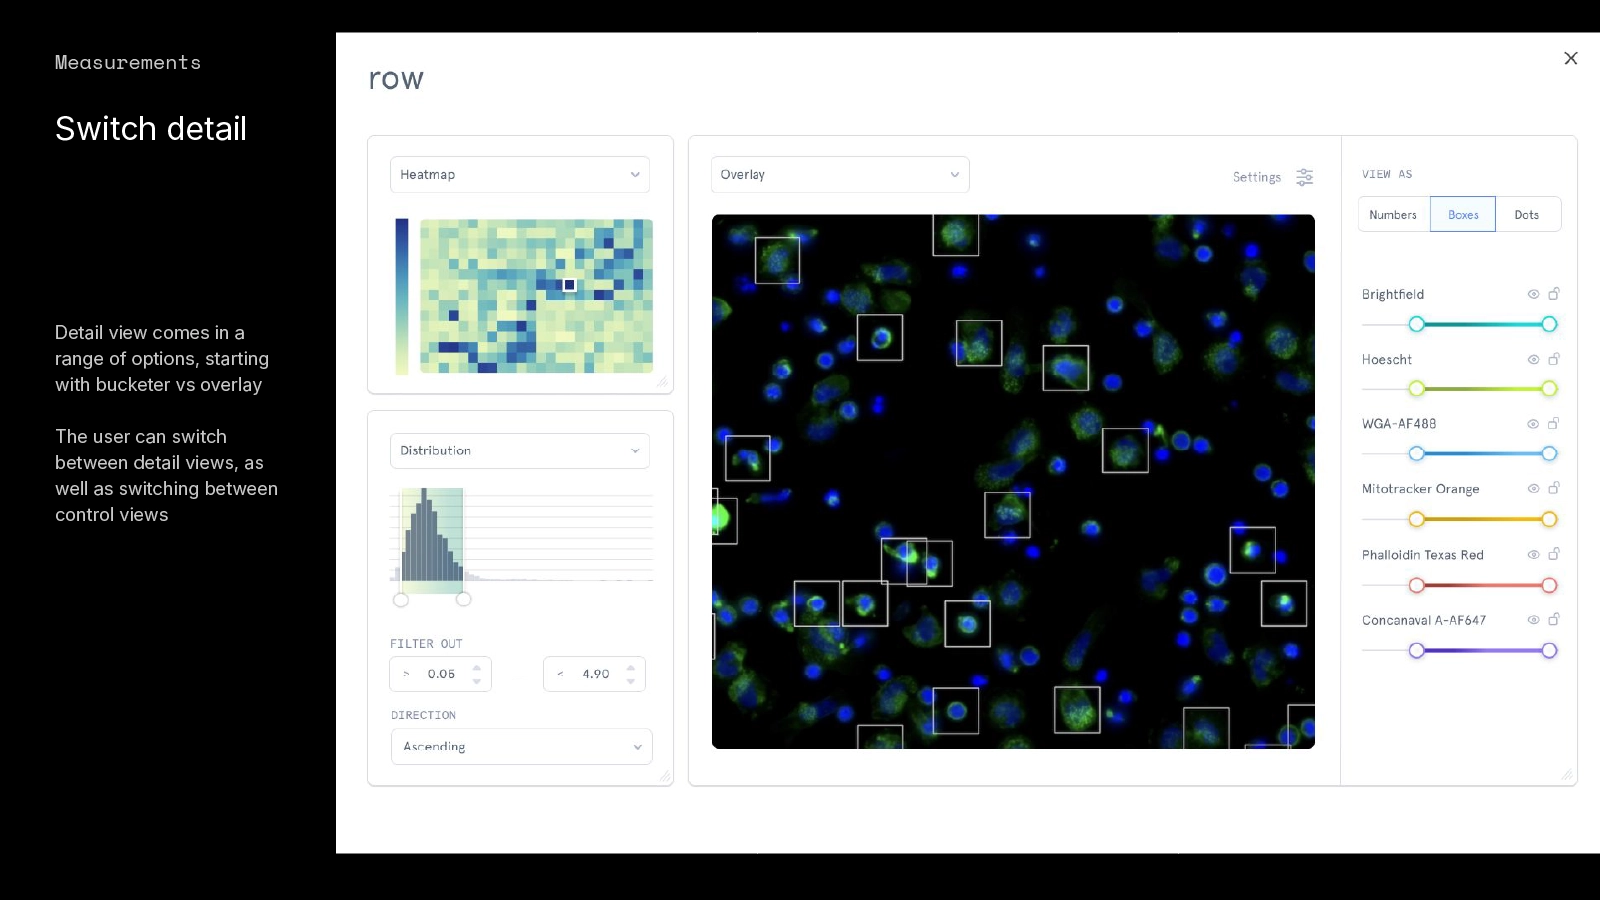 Measurements
Switch detail
Detail view comes in a
range of options, starting
with bucketer vs overlay
The user can switch
between detail views, as
well as switching between
control views
row
Heatmap
Distribution
FILTER OUT
> 0.05
< 4.90
DIRECTION
Ascending
Overlay
Settings
VIEW AS
Numbers
Boxes
Dots
Brightfield
Hoescht
WGA-AF488
Mitotracker Orange
Phalloidin Texas Red
Concanaval A-AF647